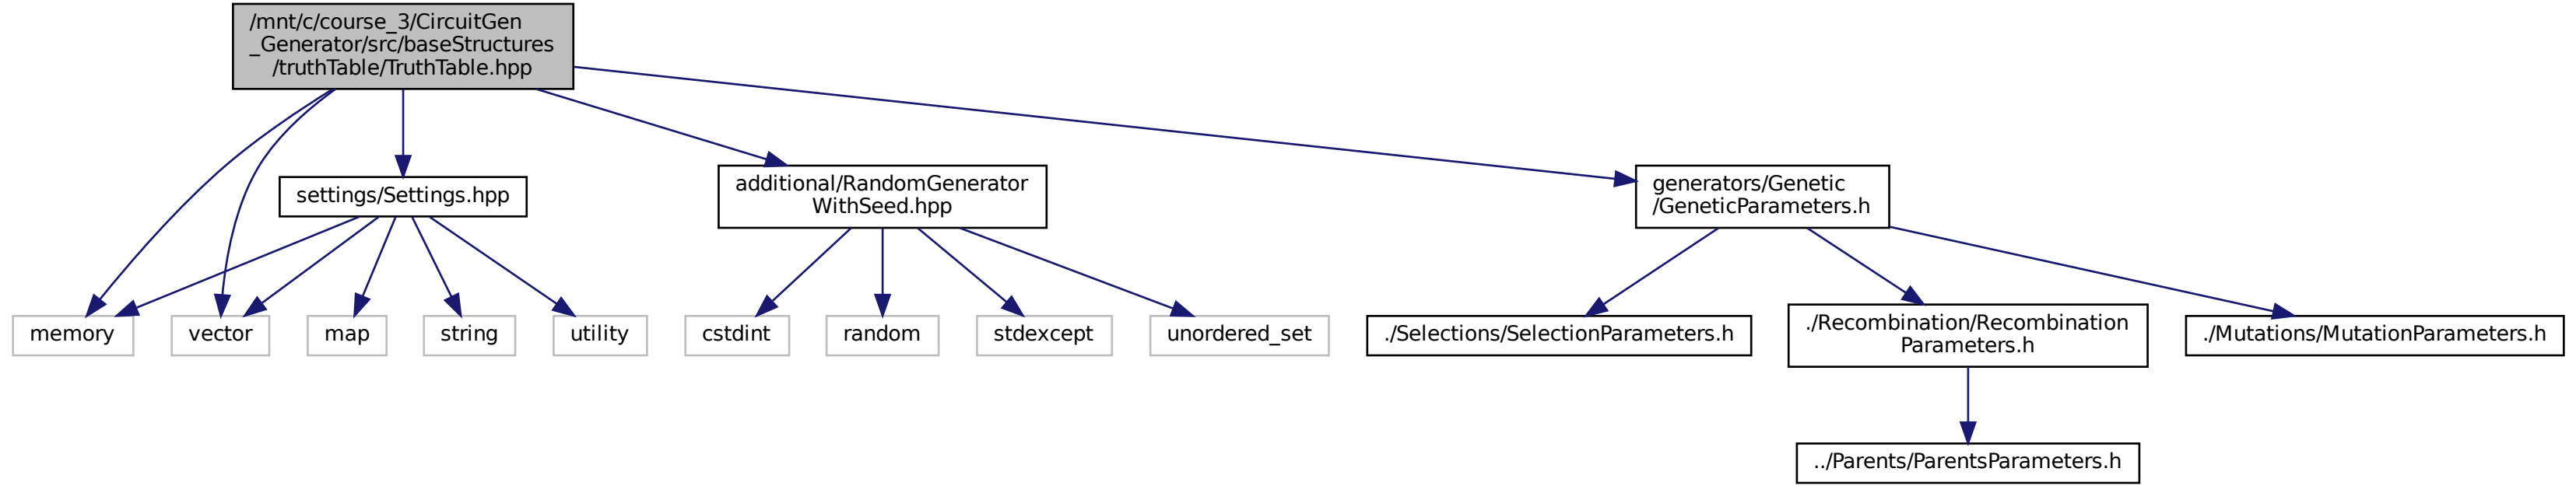 /mnt/c/course_3/CircuitGen
_Generator/src/baseStructures
/truthTable/TruthTable.hpp
settings/Settings.hpp
additional/RandomGenerator
WithSeed.hpp
generators/Genetic
/GeneticParameters.h
memory
vector
map
string
utility
cstdint
random
stdexcept
unordered_set
./Selections/SelectionParameters.h
./Recombination/Recombination
Parameters.h
./Mutations/MutationParameters.h
../Parents/ParentsParameters.h